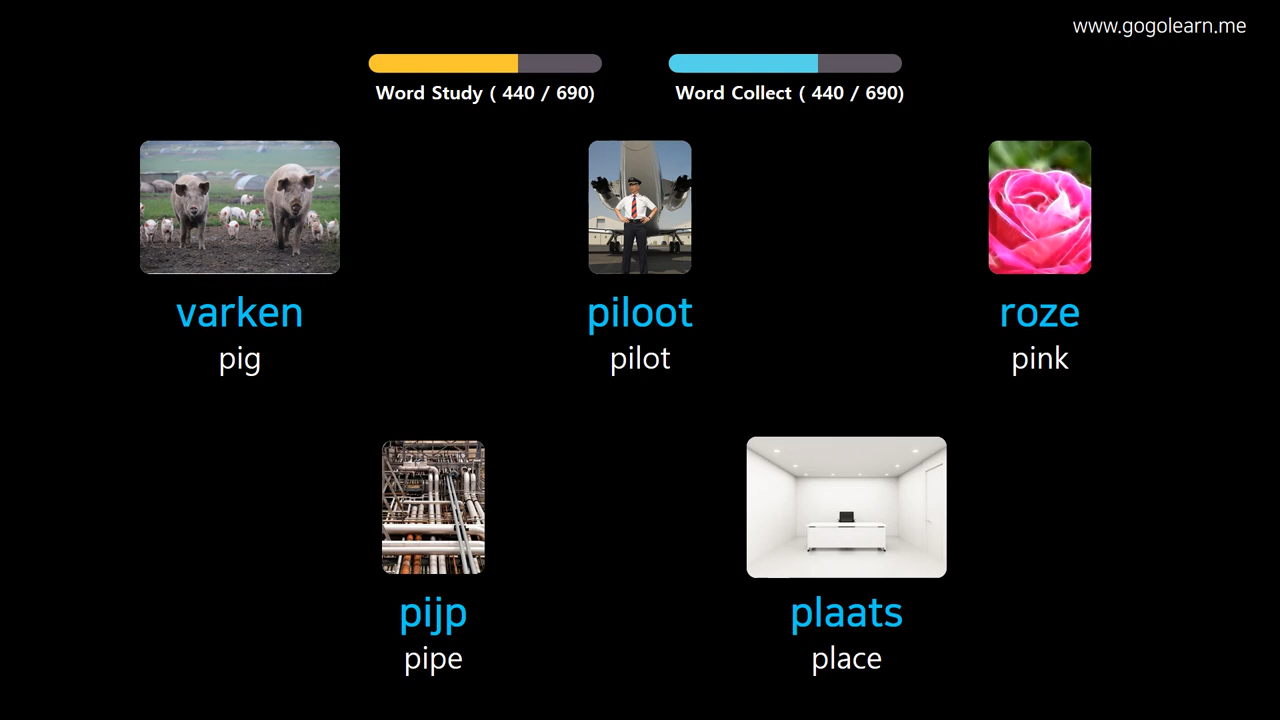 www.gogolearn.me
Word Study ( 440 / 690)
Word Collect ( 440 / 690)
varken
pig
piloot
pilot
roze
pink
pijp
pipe
plaats
place